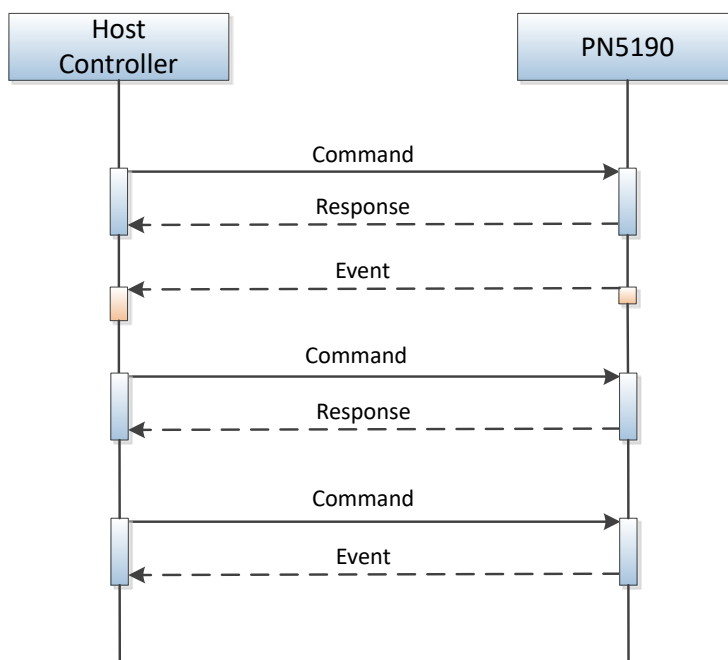 Host
Controller
PN5190
Command
Response
Event
Command
Response
Command
Event